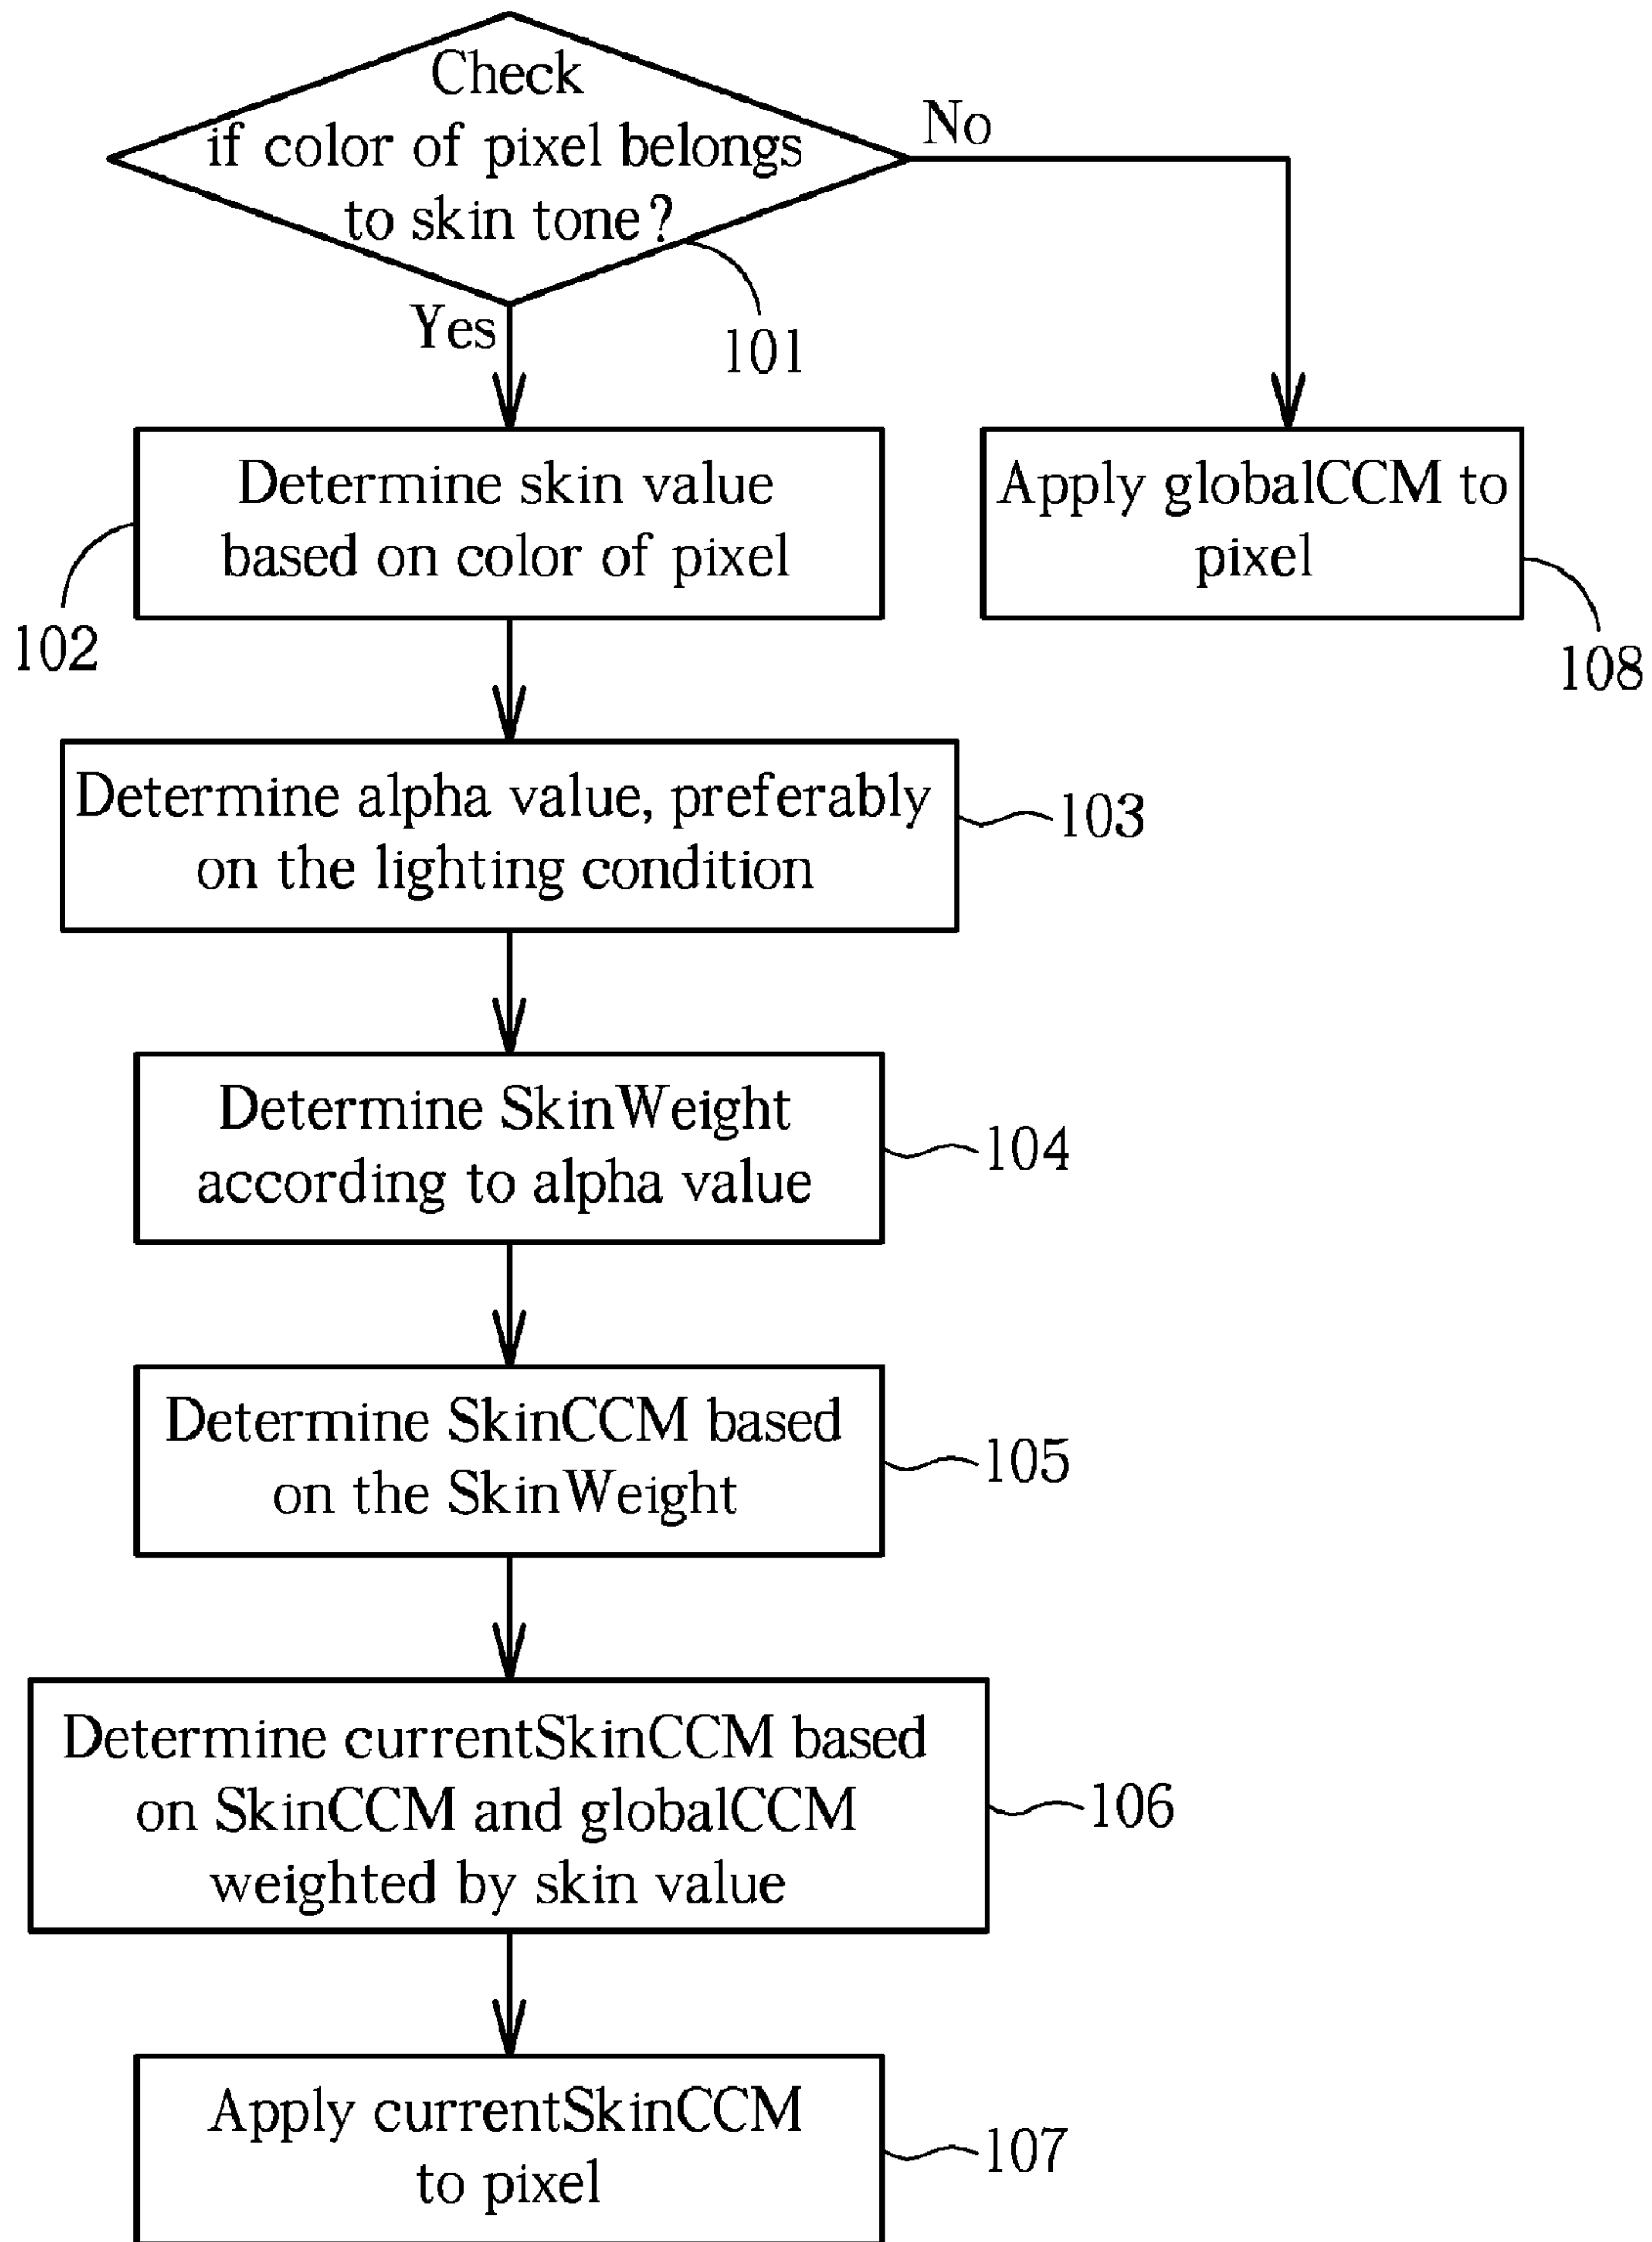 Check
if color of pixel belongs
to skin tone?
No
Yes
101
Determine skin value
based on color of pixel
102
Apply globalCCM to
pixel
108
Determine alpha value, preferably
on the lighting condition
103
Determine SkinWeight
according to alpha value
104
Determine SkinCCM based
on the SkinWeight
105
Determine currentSkinCCM based
on SkinCCM and globalCCM
weighted by skin value
106
Apply currentSkinCCM
to pixel
107